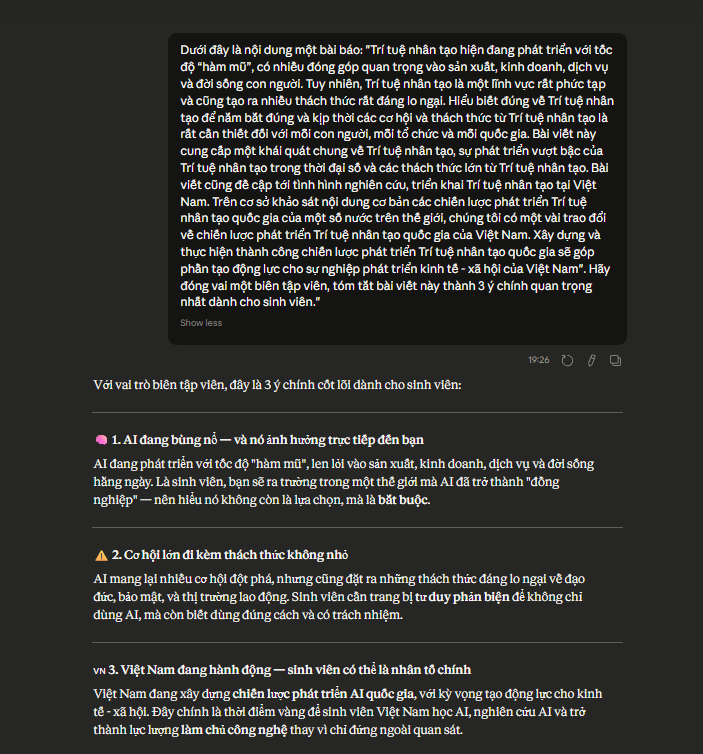 Dưới đây là nội dung một bài báo: "Trí tuệ nhân tạo hiện đang phát triển với tốc
độ “hàm mũ”, có nhiều đóng góp quan trọng vào sản xuất, kinh doanh, dịch vụ
và đời sống con người. Tuy nhiên, Trí tuệ nhân tạo là một lĩnh vực rất phức tạp
và cũng tạo ra nhiều thách thức rất đáng lo ngại. Hiểu biết đúng về Trí tuệ nhân
tạo để nắm bắt đúng và kịp thời các cơ hội và thách thức từ Trí tuệ nhân tạo là
rất cần thiết đối với mỗi con người, mỗi tổ chức và mỗi quốc gia. Bài viết này
cung cấp một khái quát chung về Trí tuệ nhân tạo, sự phát triển vượt bậc của
Trí tuệ nhân tạo trong thời đại số và các thách thức lớn từ Trí tuệ nhân tạo. Bài
viết cũng đề cập tới tình hình nghiên cứu, triển khai Trí tuệ nhân tạo tại Việt
Nam. Trên cơ sở khảo sát nội dung cơ bản các chiến lược phát triển Trí tuệ
nhân tạo quốc gia của một số nước trên thế giới, chúng tôi có một vài trao đổi
về chiến lược phát triển Trí tuệ nhân tạo quốc gia của Việt Nam. Xây dựng và
thực hiện thành công chiến lược phát triển Trí tuệ nhân tạo quốc gia sẽ góp
phần tạo động lực cho sự nghiệp phát triển kinh tế - xã hội của Việt Nam". Hãy
đóng vai một biên tập viên, tóm tắt bài viết này thành 3 ý chính quan trọng
nhất dành cho sinh viên."
Show less
19:26
Với vai trò biên tập viên, đây là 3 ý chính cốt lõi dành cho sinh viên:
🧠 1. AI đang bùng nổ — và nó ảnh hưởng trực tiếp đến bạn
AI đang phát triển với tốc độ "hàm mũ", len lỏi vào sản xuất, kinh doanh, dịch vụ và đời sống
hằng ngày. Là sinh viên, bạn sẽ ra trường trong một thế giới mà AI đã trở thành "đồng
nghiệp" — nên hiểu nó không còn là lựa chọn, mà là bắt buộc.
⚠️ 2. Cơ hội lớn đi kèm thách thức không nhỏ
AI mang lại nhiều cơ hội đột phá, nhưng cũng đặt ra những thách thức đáng lo ngại về đạo
đức, bảo mật, và thị trường lao động. Sinh viên cần trang bị tư duy phản biện để không chỉ
dùng AI, mà còn biết dùng đúng cách và có trách nhiệm.
VN 3. Việt Nam đang hành động — sinh viên có thể là nhân tố chính
Việt Nam đang xây dựng chiến lược phát triển AI quốc gia, với kỳ vọng tạo động lực cho kinh
tế - xã hội. Đây chính là thời điểm vàng để sinh viên Việt Nam học AI, nghiên cứu AI và trở
thành lực lượng làm chủ công nghệ thay vì chỉ đứng ngoài quan sát.